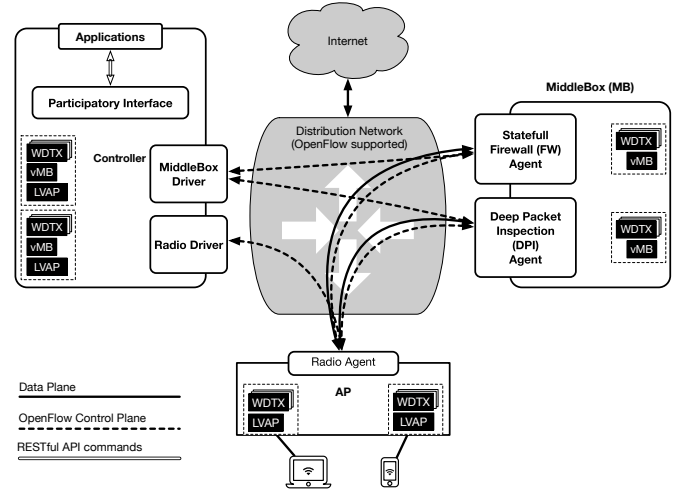 Applications
Participatory Interface
Controller
WDTX
vMB
LVAP
WDTX
vMB
LVAP
MiddleBox
Driver
Radio Driver
Internet
Distribution Network
(OpenFlow supported)
MiddleBox (MB)
Statefull
Firewall (FW)
Agent
WDTX
vMB
Deep Packet
Inspection
(DPI)
Agent
WDTX
vMB
Radio Agent
AP
WDTX
LVAP
WDTX
LVAP
Data Plane
OpenFlow Control Plane
RESTful API commands